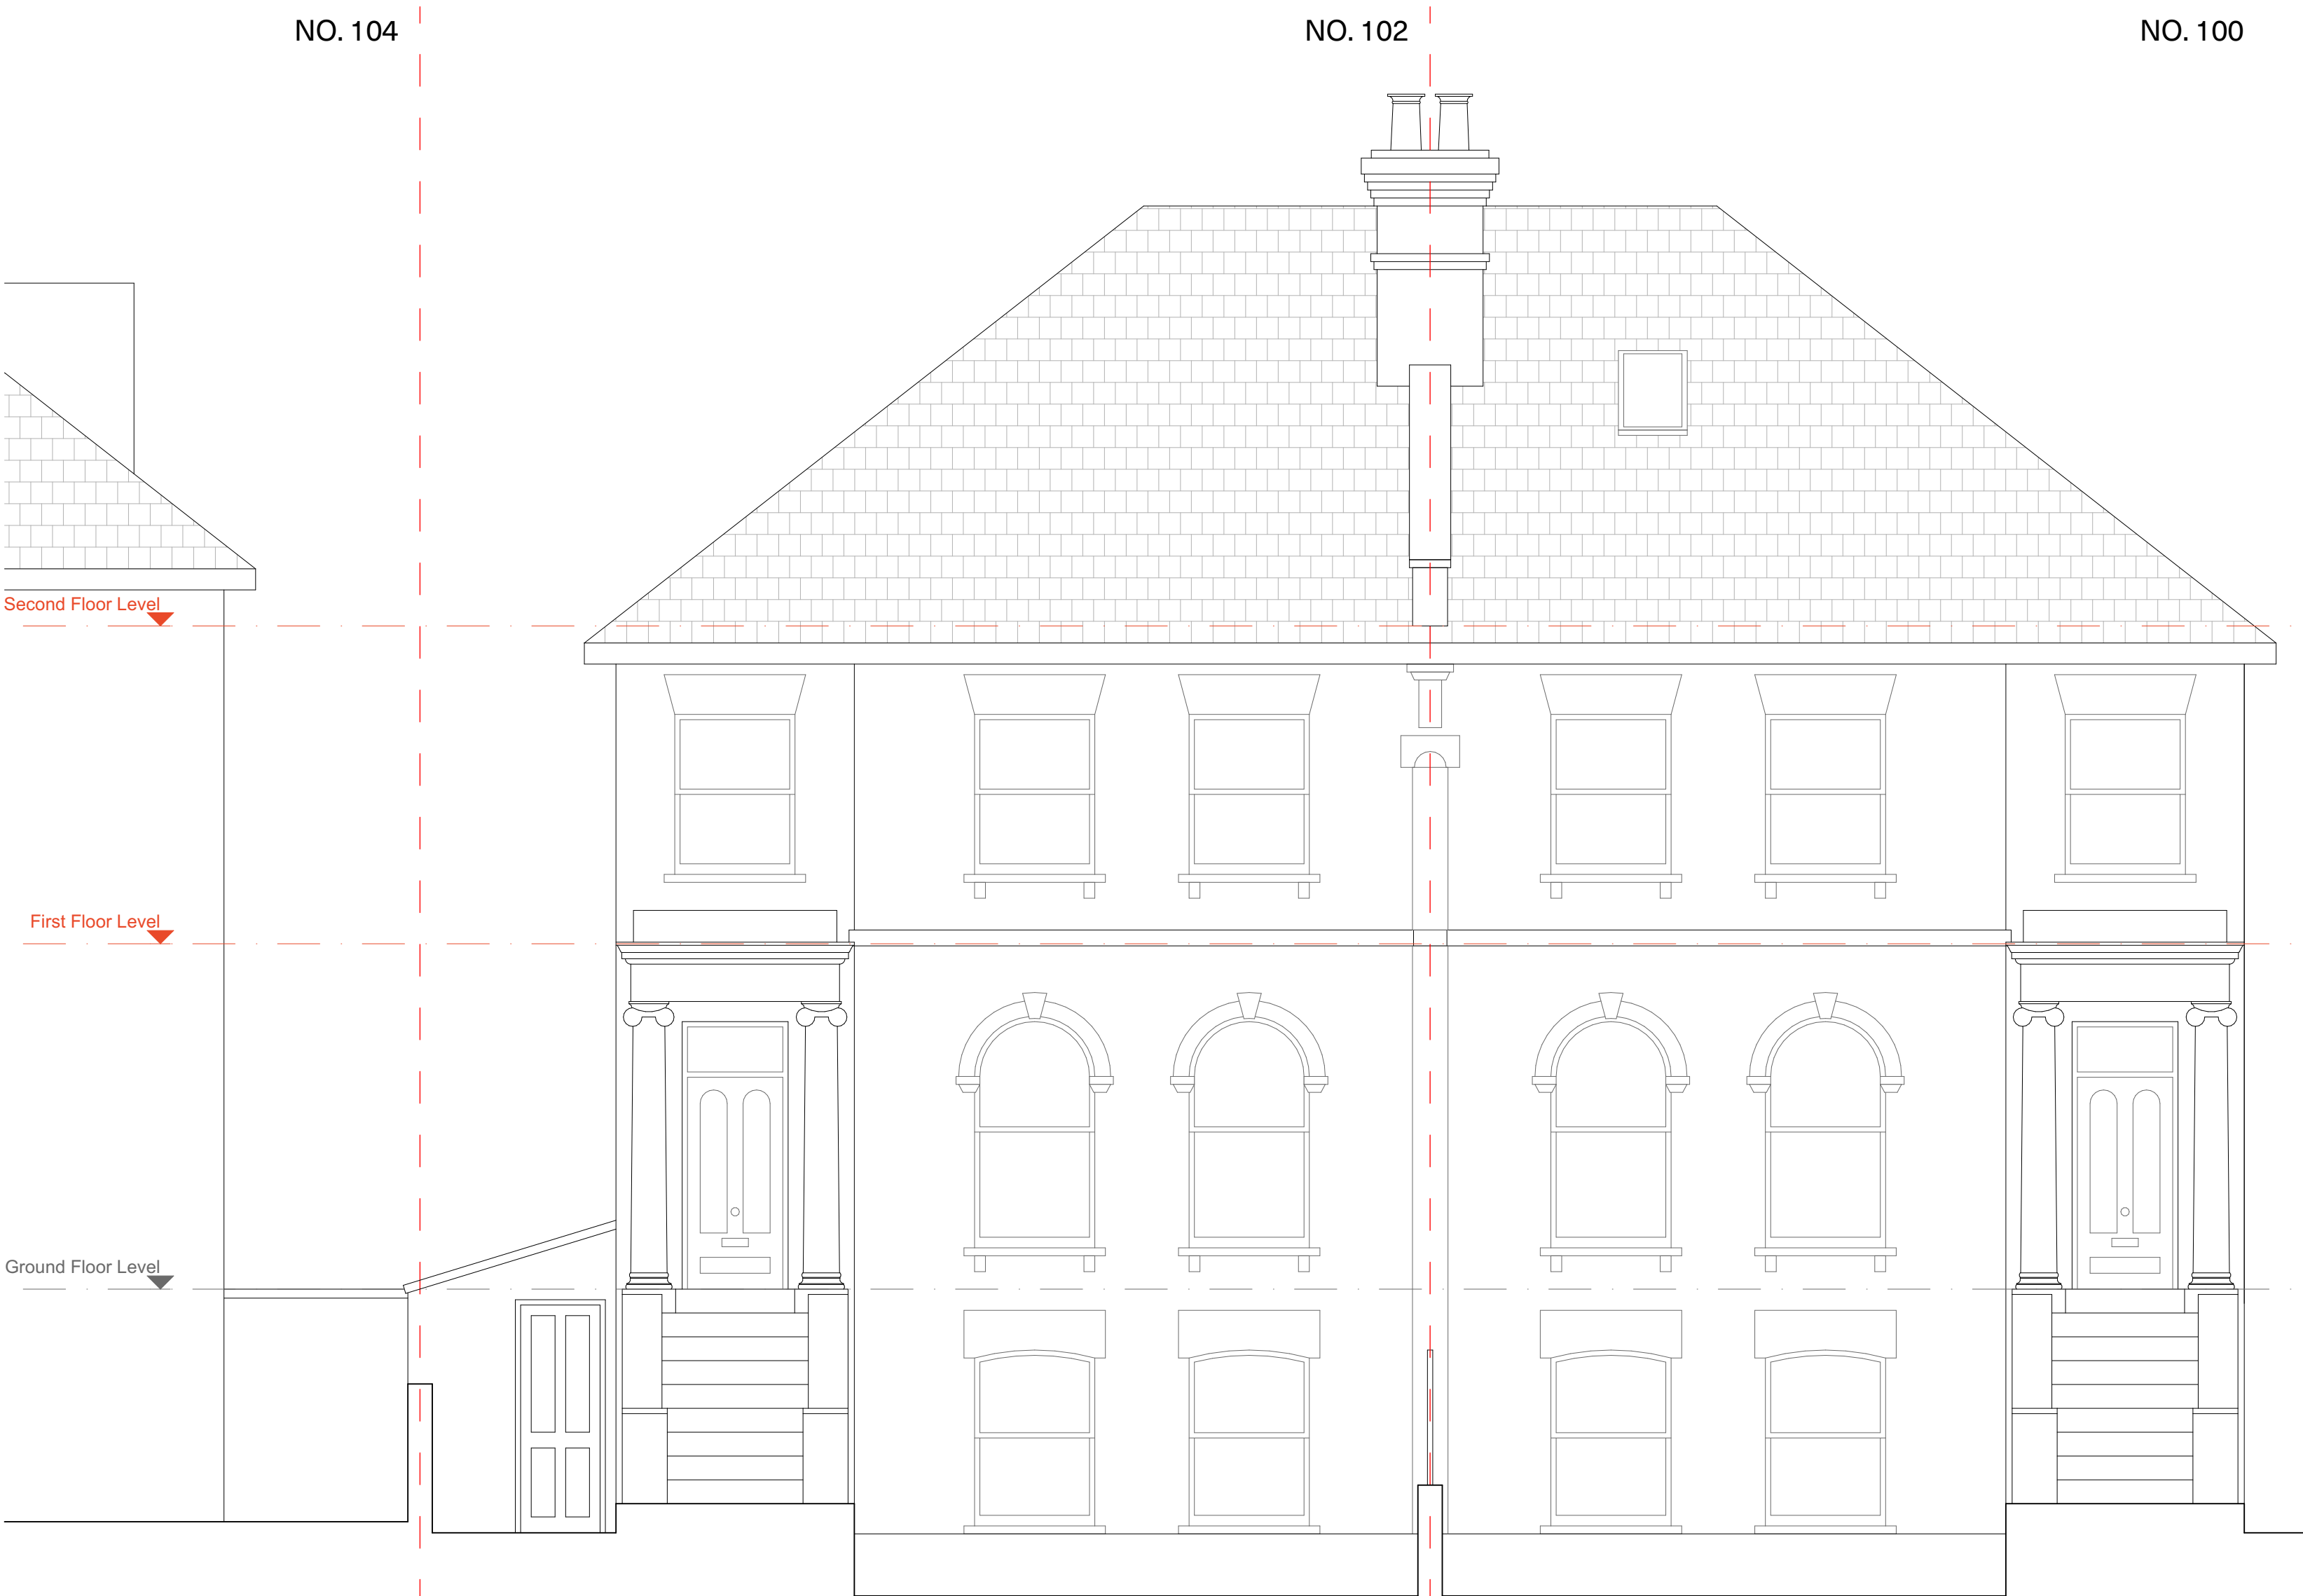 NO. 104
NO. 102
NO. 100
Second Floor Level
First Floor Level
Ground Floor Level